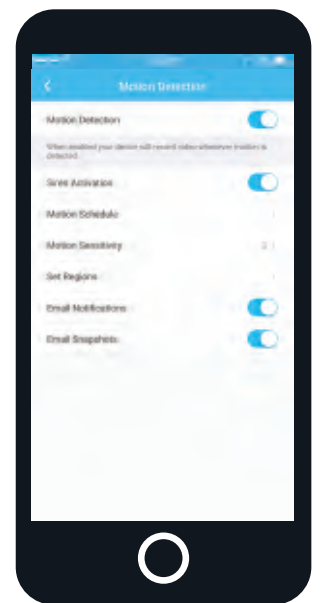 Motion Detection
Motion Detection
When enabled your device will record video whenever motion is
detected.
Siren Activation
Motion Schedule
Motion Sensitivity
Set Regions
Email Notifications
Email Snapshots